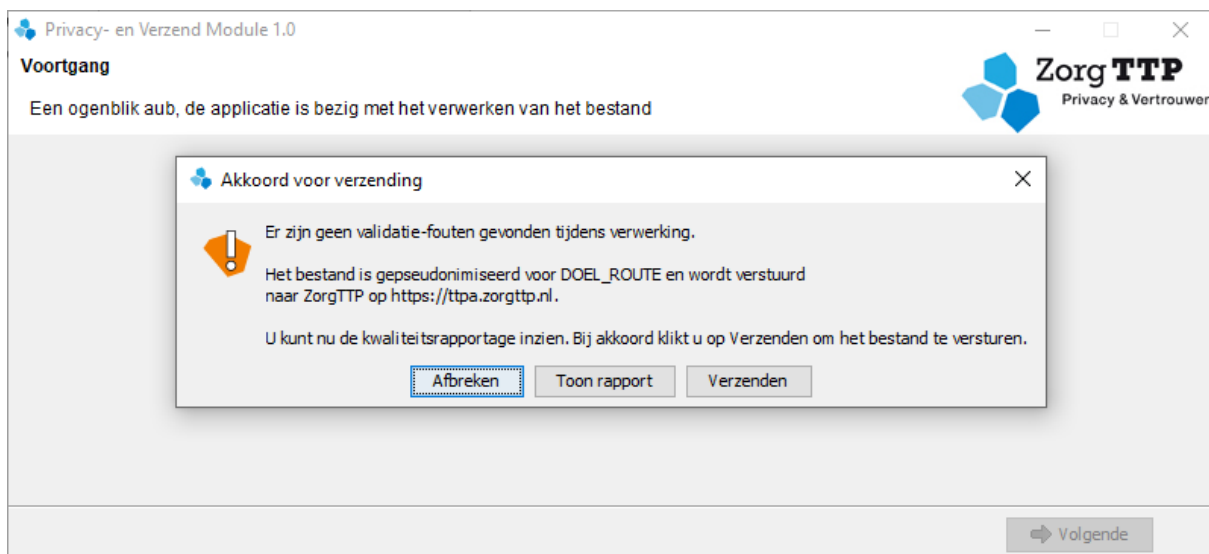 Privacy- en Verzend Module 1.0
Voortgang
Een ogenblik aub, de applicatie is bezig met het verwerken van het bestand
Zorg TTP
Privacy & Vertrouwen
Akkoord voor verzending
Er zijn geen validatie-fouten gevonden tijdens verwerking.
Het bestand is gepseudonimiseerd voor DOEL_ROUTE en wordt verstuurd
naar ZorgTTP op https://ttpa.zorgttp.nl.
U kunt nu de kwaliteitsrapportage inzien. Bij akkoord klikt u op Verzenden om het bestand te versturen.
Afbreken
Toon rapport
Verzenden
Volgende